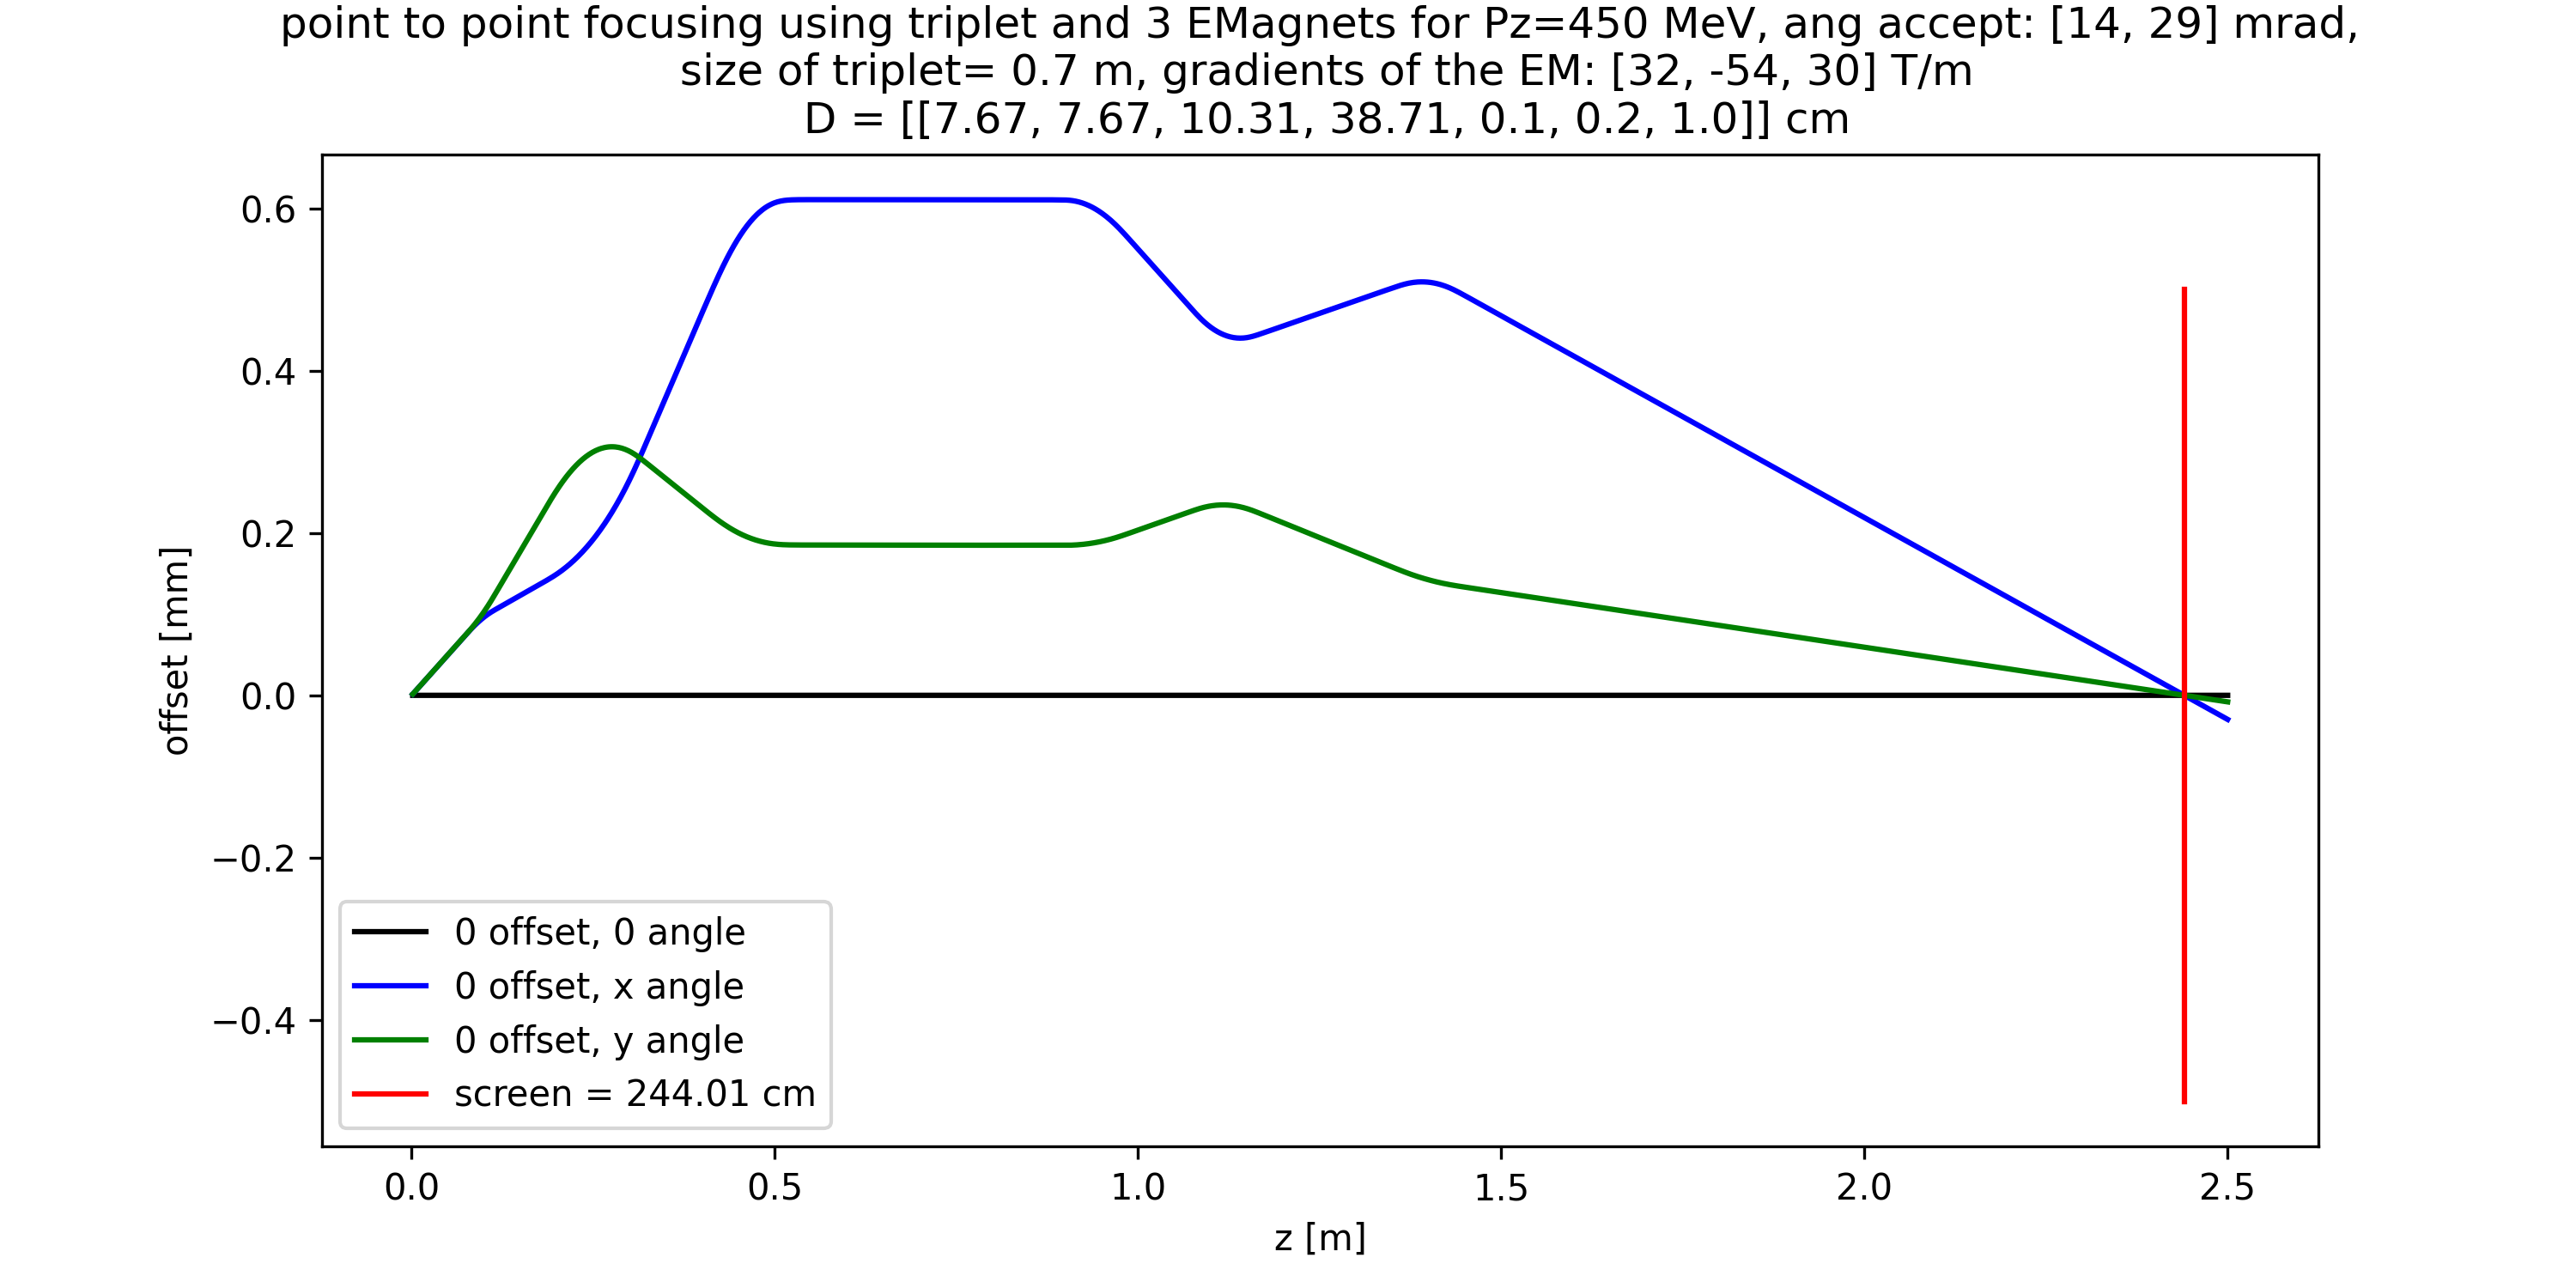 point to point focusing using triplet and 3 EMagnets for Pz=450 MeV, ang accept: [14, 29] mrad,
size of triplet= 0.7 m, gradients of the EM: [32, -54, 30] T/m
D = [[7.67, 7.67, 10.31, 38.71, 0.1, 0.2, 1.0]] cm
0.6
0.4
0.2
0.0
−0.2
−0.4
offset [mm]
0 offset, 0 angle
0 offset, x angle
0 offset, y angle
screen = 244.01 cm
0.0
0.5
1.0
1.5
2.0
2.5
z [m]